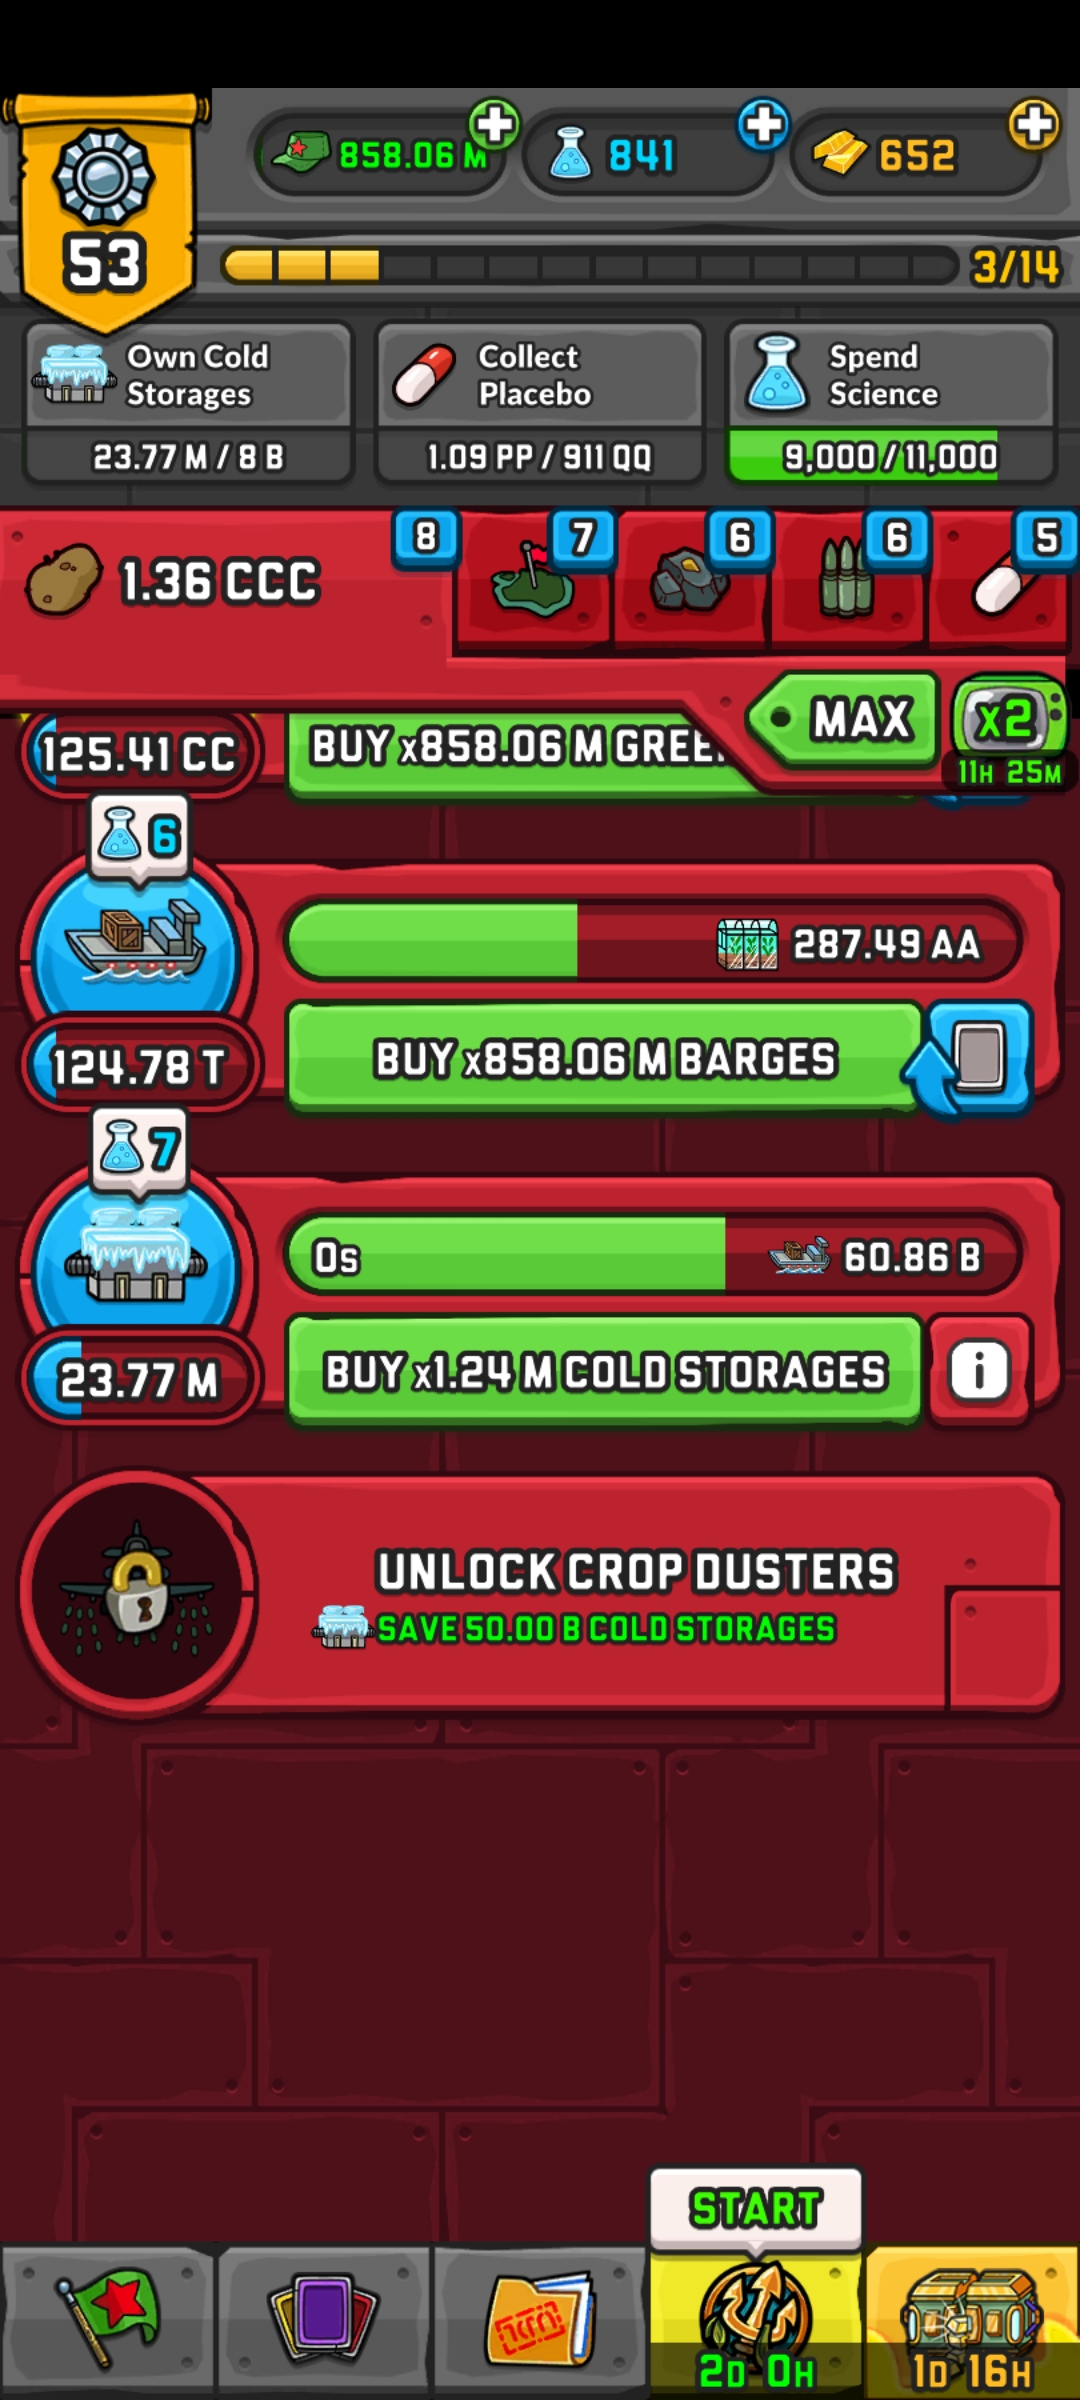 858.06 M
841
652
53
3/14
Own Cold
Storages
23.77 M / 8 B
Collect
Placebo
1.09 PP / 911 QQ
Spend
Science
9,000 / 11,000
1.36 CCC
8
7
6
6
5
MAX
x2
11H 25M
125.41 CC
BUY x858.06 M GREE
6
287.49 AA
124.78 T
BUY x858.06 M BARGES
7
0s
60.86 B
23.77 M
BUY x1.24 M COLD STORAGES
i
UNLOCK CROP DUSTERS
SAVE 50.00 B COLD STORAGES
START
2D 0H
1D 16H